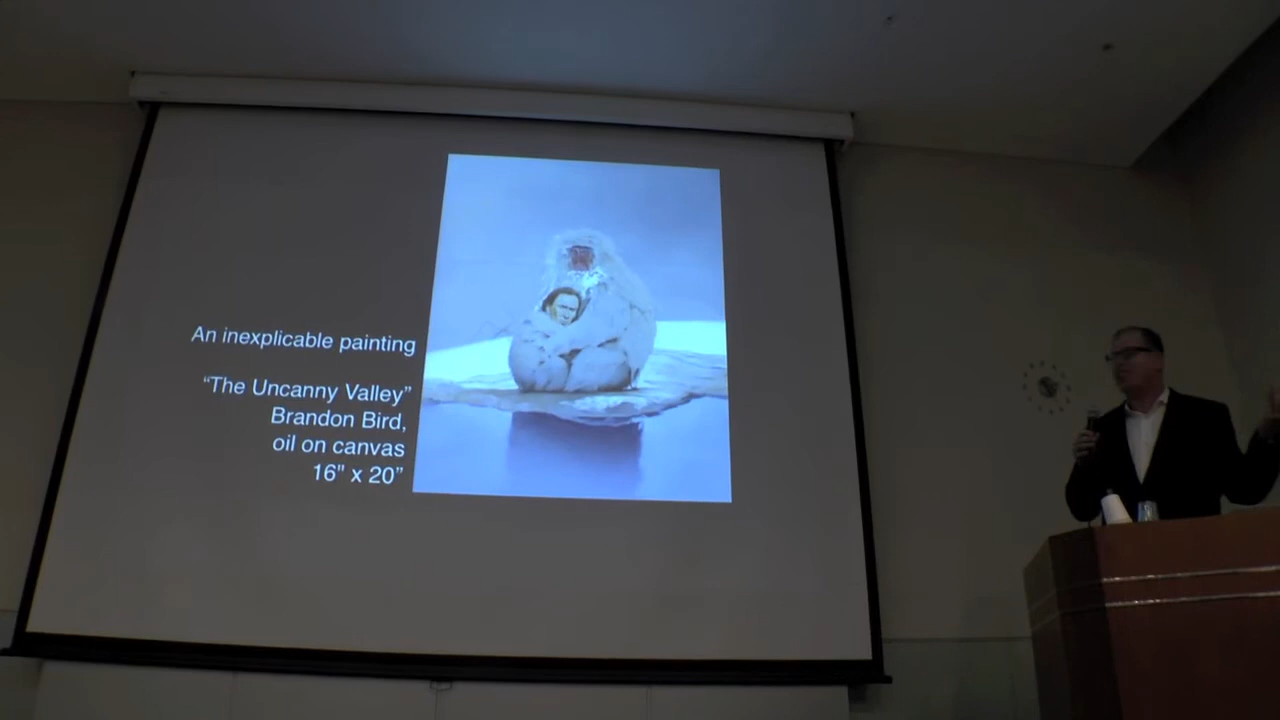 An inexplicable painting
“The Uncanny Valley”
Brandon Bird,
oil on canvas
16" x 20”